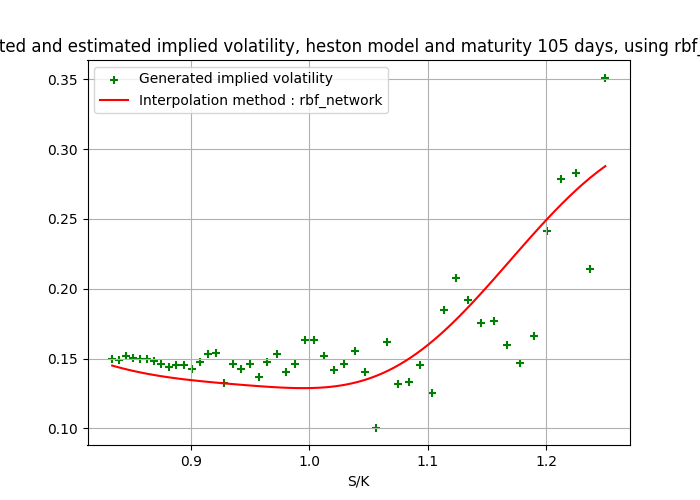 ted and estimated implied volatility, heston model and maturity 105 days, using rbf_
Generated implied volatility
Interpolation method : rbf_network
0.35
0.30
0.25
0.20
0.15
0.10
0.9 1.0 1.1 1.2
S/K